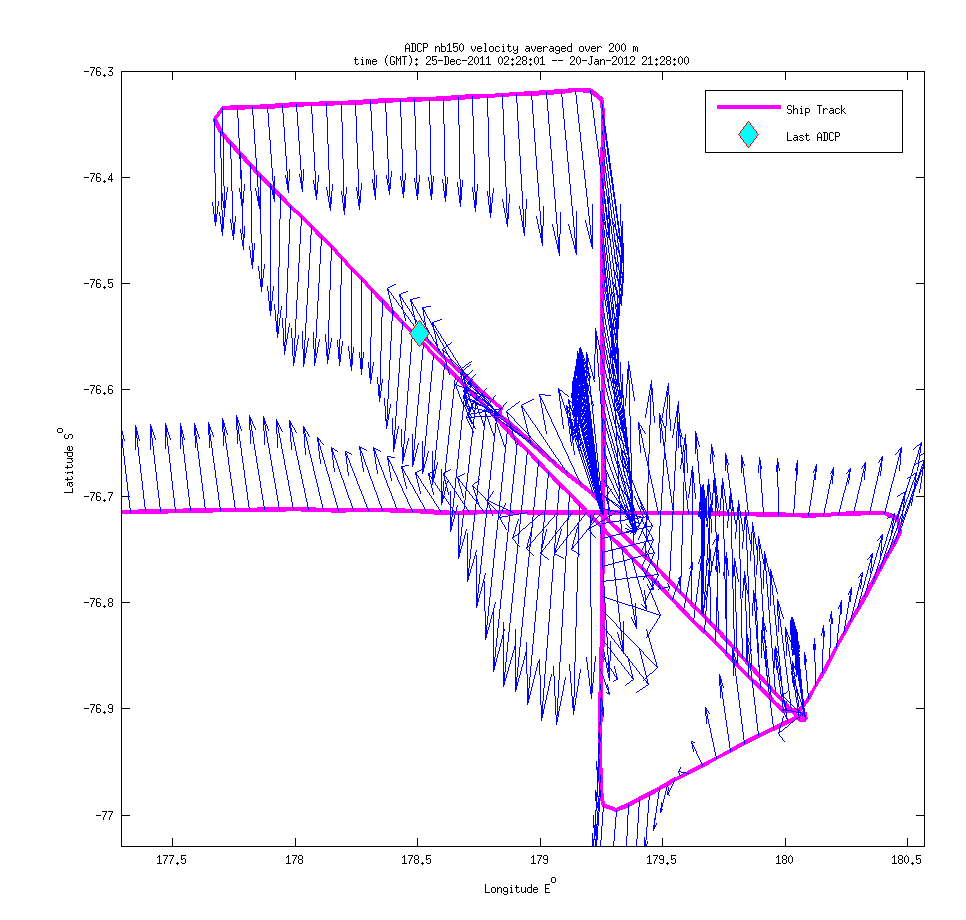 ADCP nb150 velocity averaged over 200 m
time (GMT): 25-Dec-2011 02:28:01 -- 20-Jan-2012 21:28:00
Ship Track
Last ADCP
-76.3
-76.4
-76.5
-76.6
-76.7
-76.8
-76.9
-77
Latitude S°
177.5
178
178.5
179
179.5
180
180.5
Longitude E°